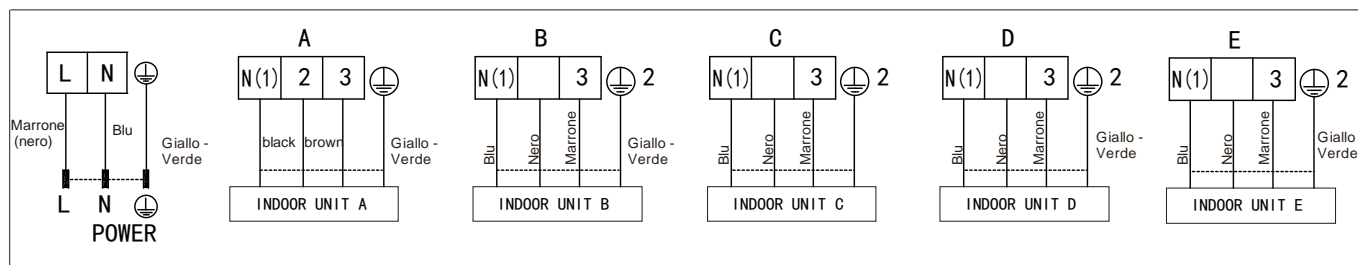 A B C D E
L N
N(1) 2 3
N(1) 3 2
N(1) 3 2
N(1) 3 2
N(1) 3 2
Marrone
(nero)
Blu
Giallo -
Verde
black brown
Giallo -
Verde
Blu Nero Marrone
Giallo -
Verde
Blu Nero Marrone
Blu Nero Marrone
Giallo -
Verde
Blu Nero Marrone
Giallo
Verde
L N
POWER
INDOOR UNIT A
INDOOR UNIT B
INDOOR UNIT C
INDOOR UNIT D
INDOOR UNIT E